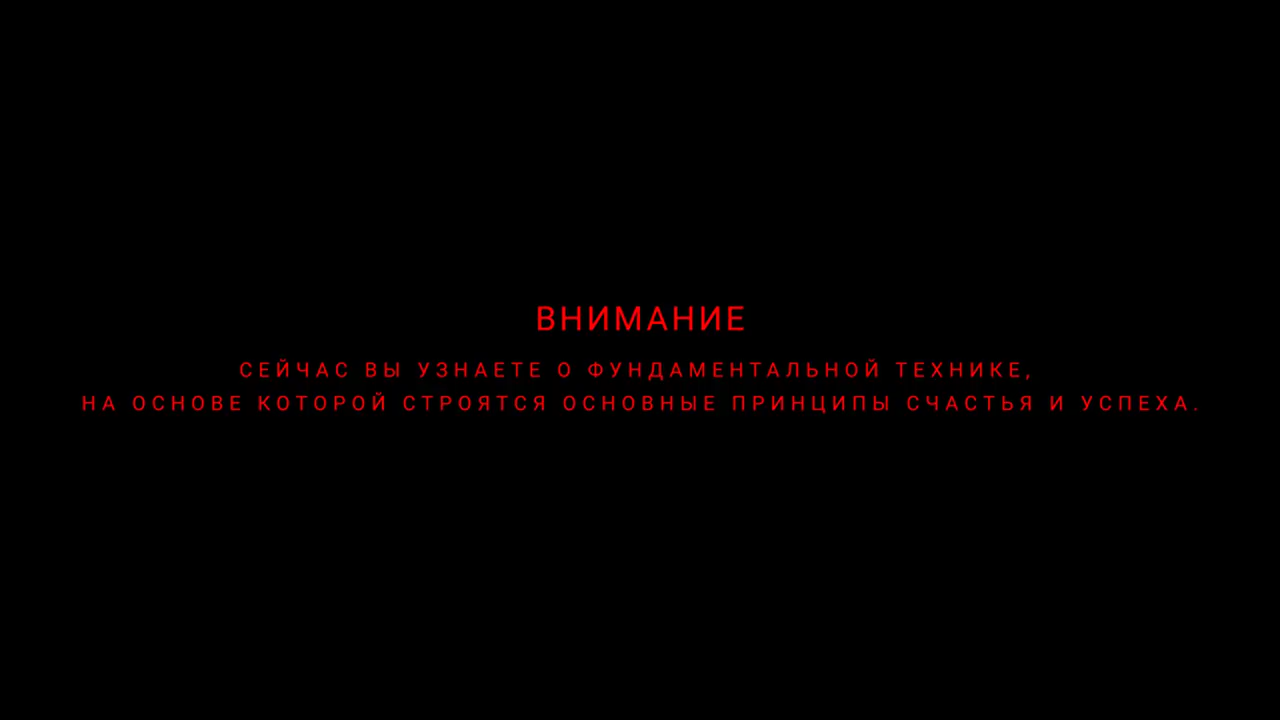 ВНИМАНИЕ
СЕЙЧАС ВЫ УЗНАЕТЕ О ФУНДАМЕНТАЛЬНОЙ ТЕХНИКЕ,
НА ОСНОВЕ КОТОРОЙ СТРОЯТСЯ ОСНОВНЫЕ ПРИНЦИПЫ СЧАСТЬЯ И УСПЕХА.